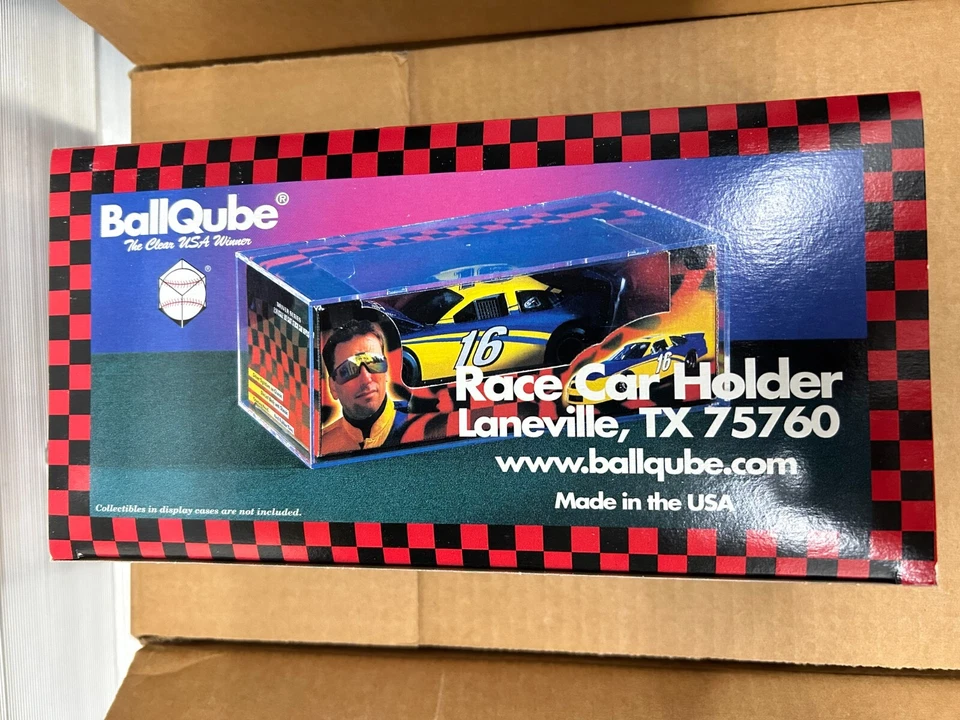 BallQube®
The Clear USA Winner
®
16
16
Race Car Holder
Laneville, TX 75760
www.ballqube.com
Made in the USA
Collectibles in display cases are not included.